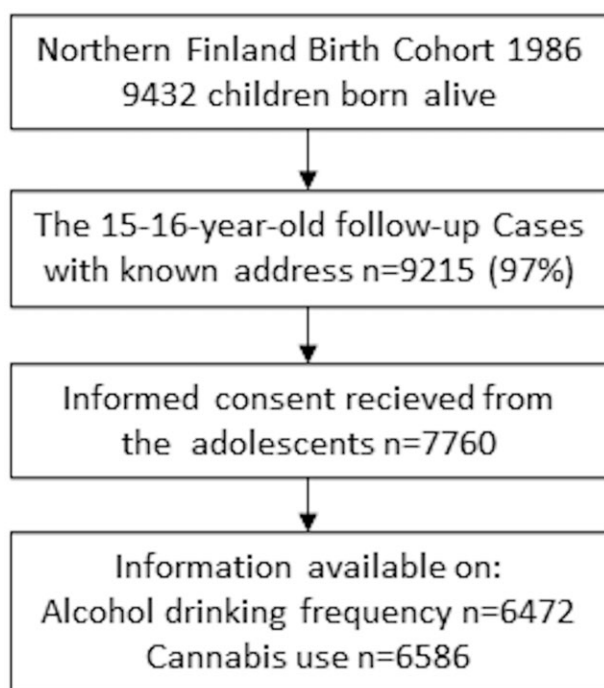 Northern Finland Birth Cohort 1986
9432 children born alive
The 15-16-year-old follow-up Cases
with known address n=9215 (97%)
Informed consent recieved from
the adolescents n=7760
Information available on:
Alcohol drinking frequency n=6472
Cannabis use n=6586